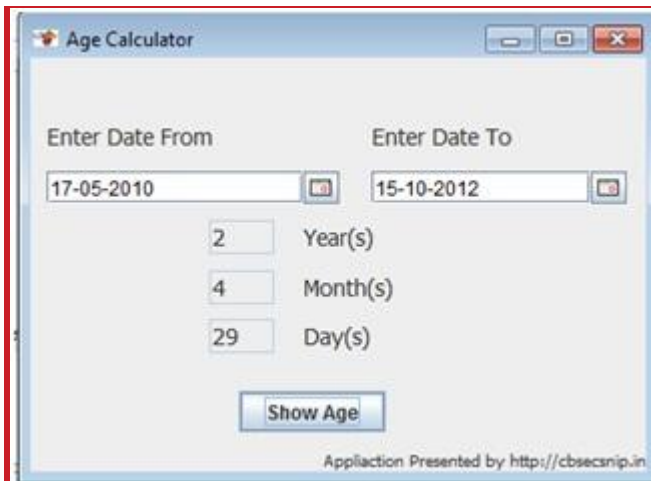 Age Calculator
Enter Date From Enter Date To
17-05-2010 15-10-2012
2 Year(s)
4 Month(s)
29 Day(s)
Show Age
Appliaction Presented by http://cbsecsnip.in